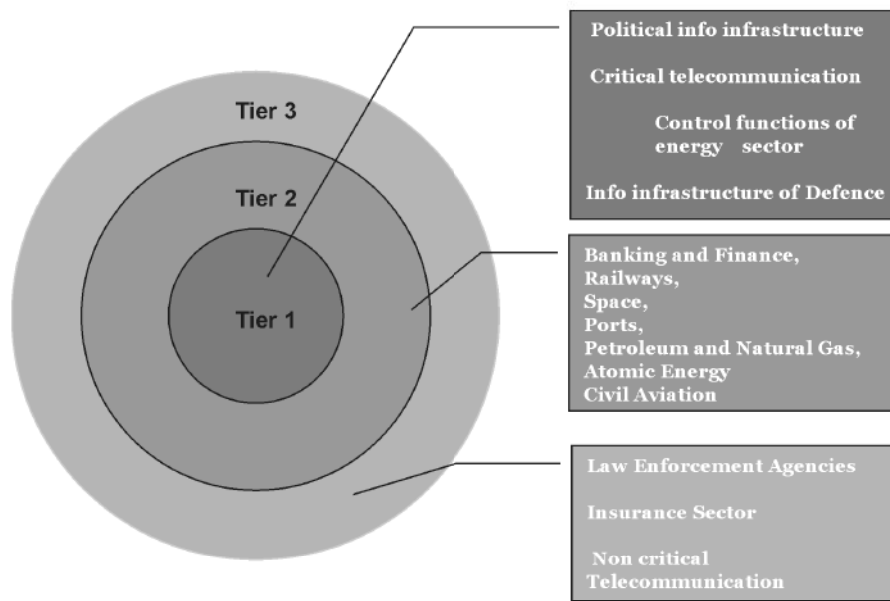 Tier 3
Tier 2
Tier 1
Political info infrastructure
Critical telecommunication
Control functions of
energy sector
Info infrastructure of Defence
Banking and Finance,
Railways,
Space,
Ports,
Petroleum and Natural Gas,
Atomic Energy
Civil Aviation
Law Enforcement Agencies
Insurance Sector
Non critical
Telecommunication